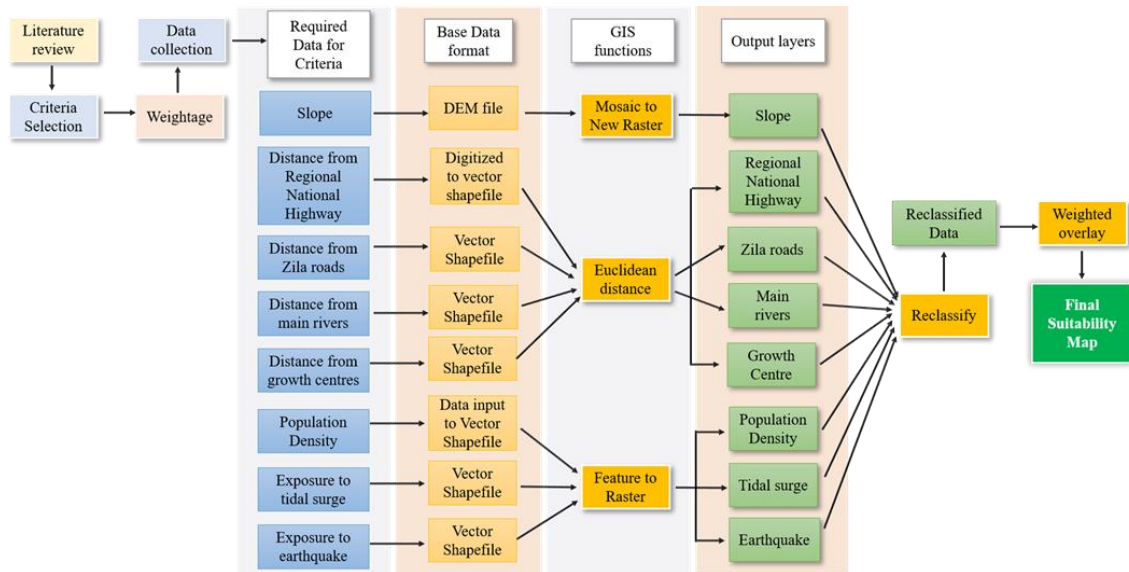 Literature
review
Criteria
Selection
Weightage
Data
collection
Required
Data for
Criteria
Base Data
format
GIS
functions
Output layers
Slope
DEM file
Mosaic to
New Raster
Slope
Distance from
Regional
National
Highway
Digitized
to vector
shapefile
Regional
National
Highway
Distance from
Zila roads
Vector
Shapefile
Zila roads
Distance from
main rivers
Vector
Shapefile
Euclidean
distance
Main
rivers
Distance from
growth centres
Vector
Shapefile
Growth
Centre
Population
Density
Data input
to Vector
Shapefile
Population
Density
Exposure to
tidal surge
Vector
Shapefile
Feature to
Raster
Tidal surge
Exposure to
earthquake
Vector
Shapefile
Earthquake
Reclassify
Reclassified
Data
Weighted
overlay
Final
Suitability
Map